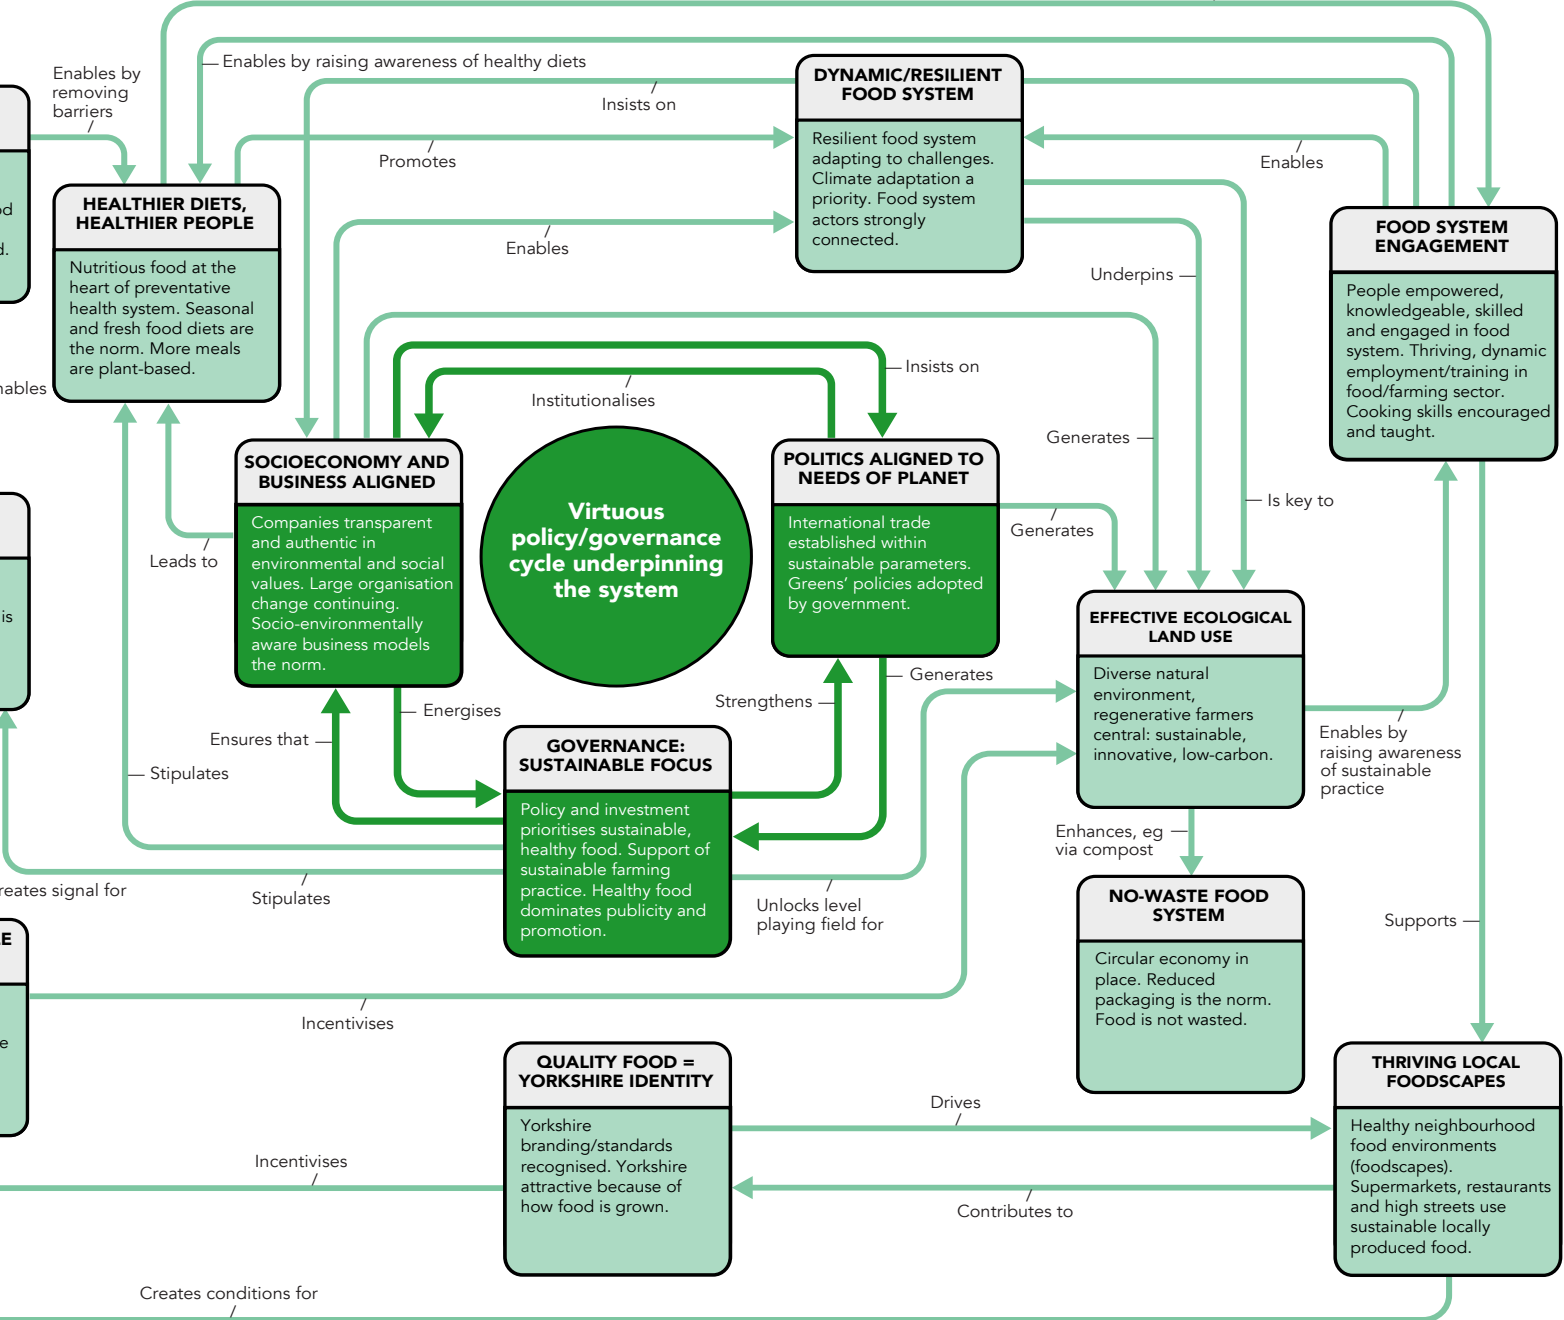 Enables by
removing
barriers
Enables by raising awareness of healthy diets
Insists on
Promotes
Enables
DYNAMIC/RESILIENT
FOOD SYSTEM
Resilient food system
adapting to challenges.
Climate adaptation a
priority. Food system
actors strongly
connected.
Enables
Underpins
HEALTHIER DIETS,
HEALTHIER PEOPLE
Nutritious food at the
heart of preventative
health system. Seasonal
and fresh food diets are
the norm. More meals
are plant-based.
d.
FOOD SYSTEM
ENGAGEMENT
People empowered,
knowledgeable, skilled
and engaged in food
system. Thriving, dynamic
employment/training in
food/farming sector.
Cooking skills encouraged
and taught.
nables
Insists on
Institutionalises
Generates
Is key to
Generates
Leads to
SOCIOECONOMY AND
BUSINESS ALIGNED
Companies transparent
and authentic in
environmental and social
values. Large organisation
change continuing.
Socio-environmentally
aware business models
the norm.
Virtuous
policy/governance
cycle underpinning
the system
POLITICS ALIGNED TO
NEEDS OF PLANET
International trade
established within
sustainable parameters.
Greens’ policies adopted
by government.
is
EFFECTIVE ECOLOGICAL
LAND USE
Diverse natural
environment,
regenerative farmers
central: sustainable,
innovative, low-carbon.
Generates
Strengthens
Energises
Ensures that
Stipulates
GOVERNANCE:
SUSTAINABLE FOCUS
Policy and investment
prioritises sustainable,
healthy food. Support of
sustainable farming
practice. Healthy food
dominates publicity and
promotion.
Enables by
raising awareness
of sustainable
practice
Enhances, eg
via compost
reates signal for
Stipulates
Unlocks level
playing field for
NO-WASTE FOOD
SYSTEM
Circular economy in
place. Reduced
packaging is the norm.
Food is not wasted.
Supports
LE
e
Incentivises
QUALITY FOOD =
YORKSHIRE IDENTITY
Yorkshire
branding/standards
recognised. Yorkshire
attractive because of
how food is grown.
Drives
Incentivises
Contributes to
THRIVING LOCAL
FOODSCAPES
Healthy neighbourhood
food environments
(foodscapes).
Supermarkets, restaurants
and high streets use
sustainable locally
produced food.
Creates conditions for